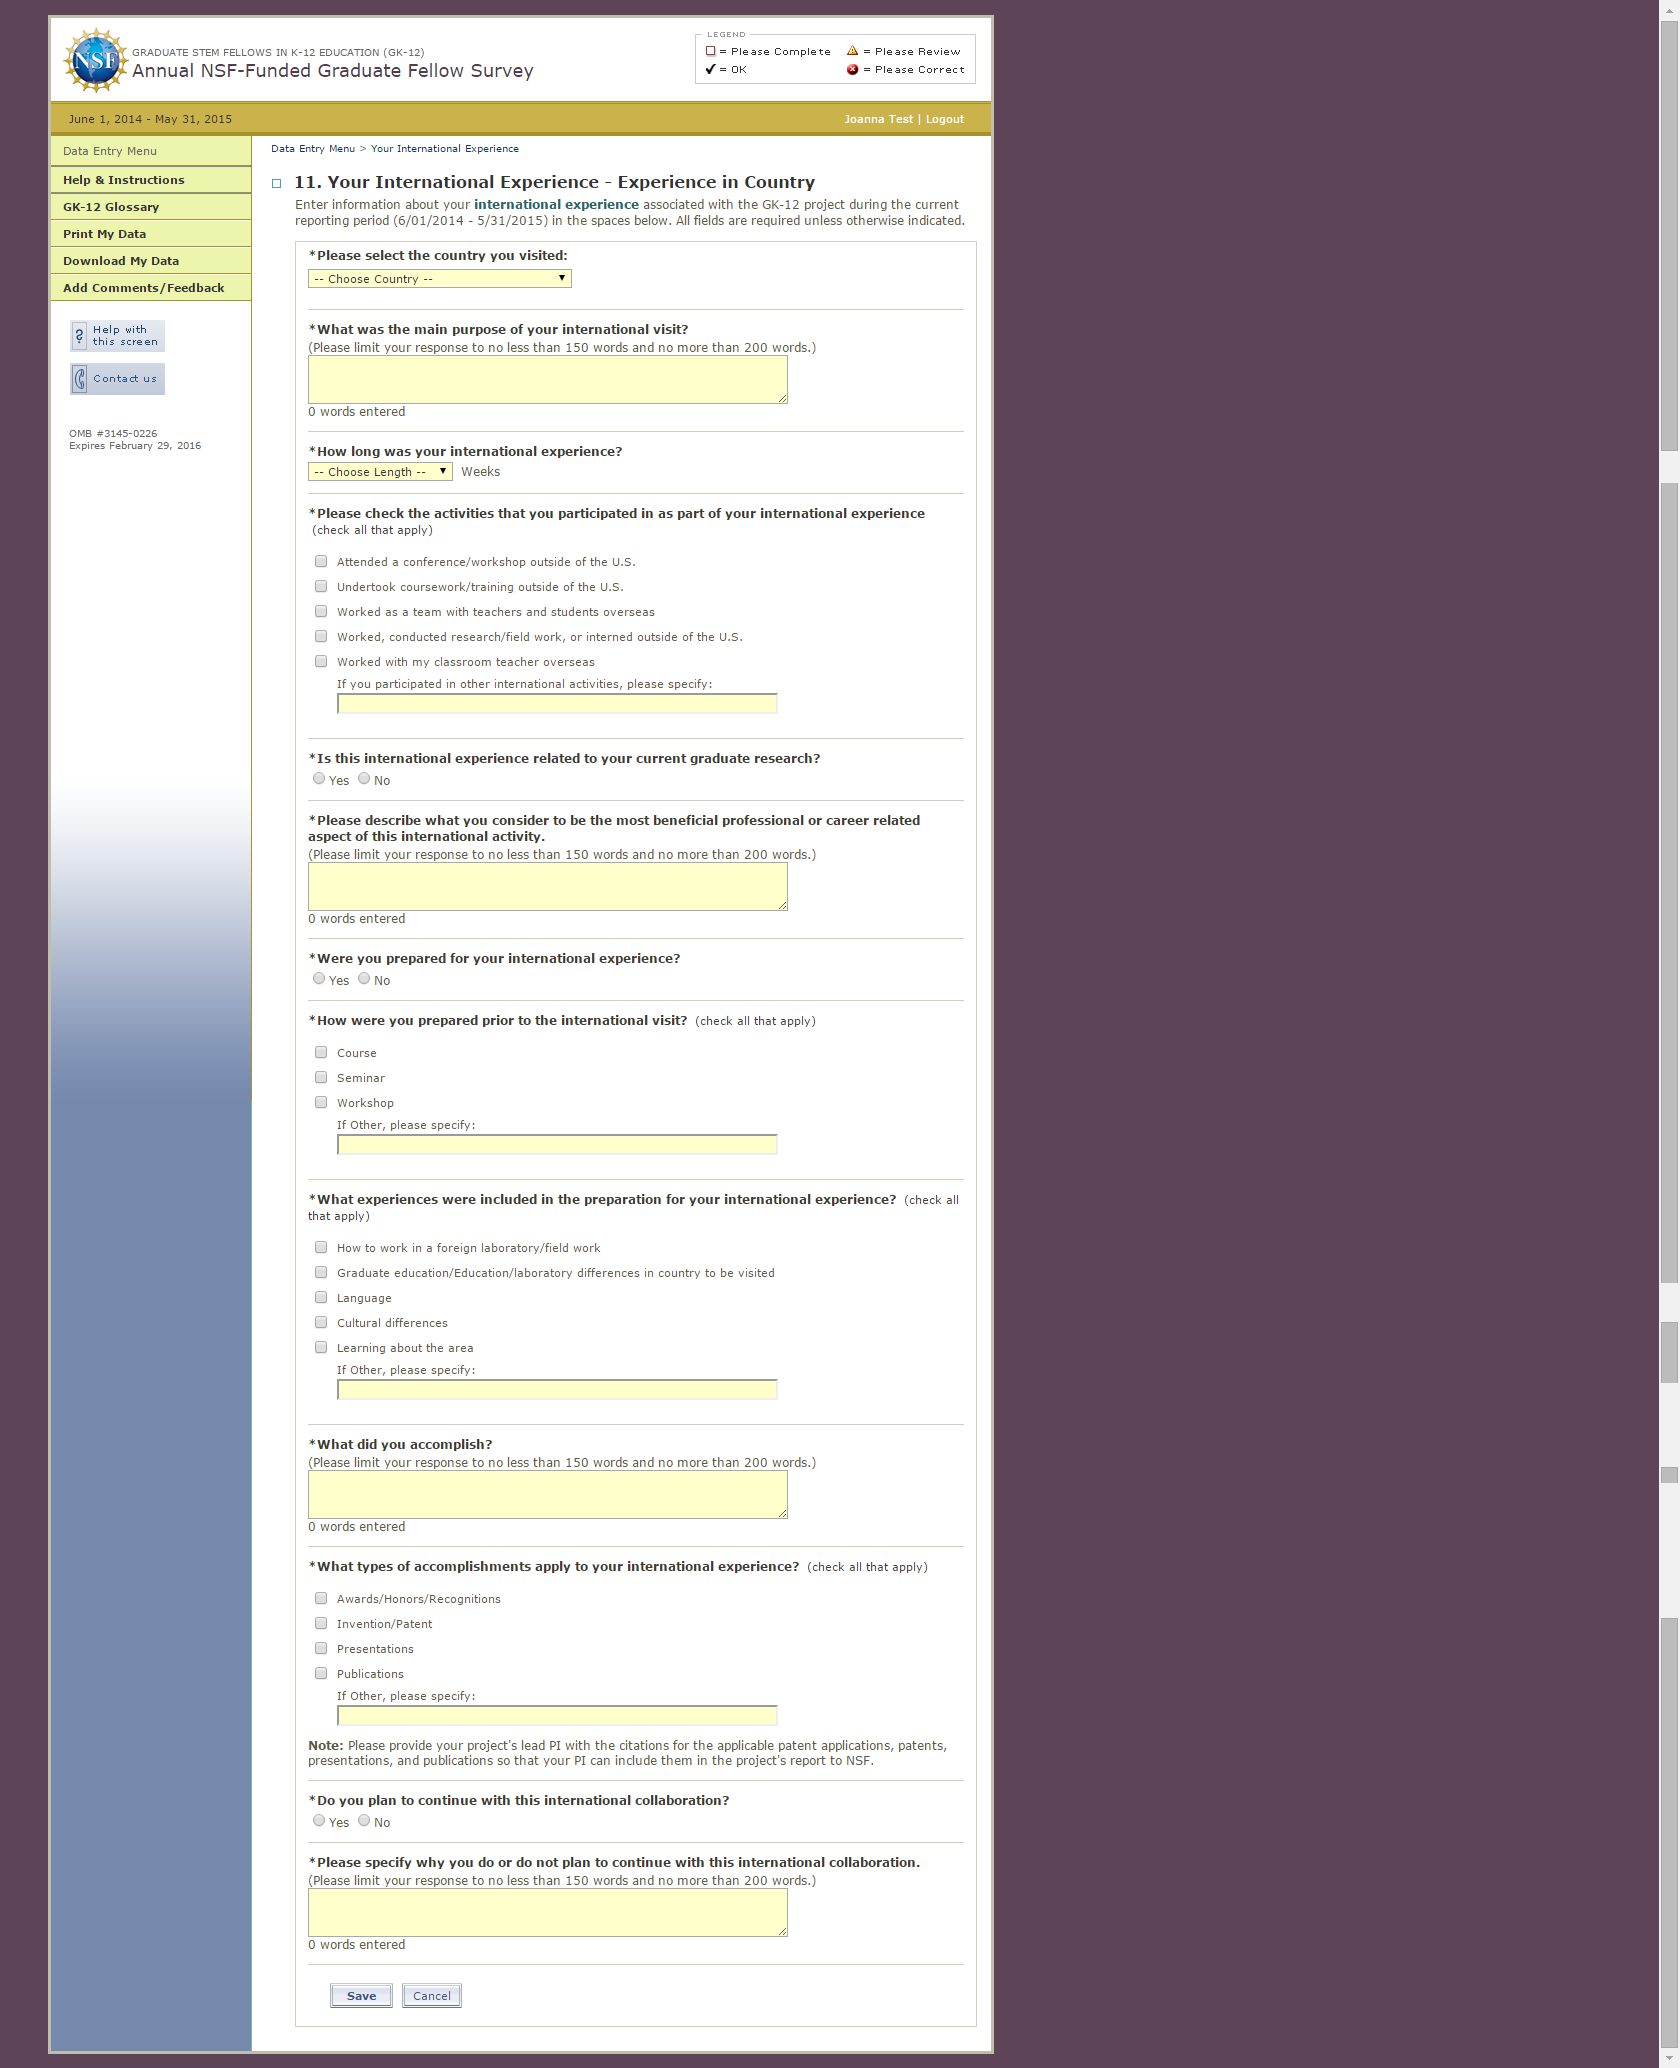 NSF
GRADUATE STEM FELLOWS IN K-12 EDUCATION (GK-12)
Annual NSF-Funded Graduate Fellow Survey
LEGEND
= Please Complete
= Please Review
= OK
= Please Correct
June 1, 2014 - May 31, 2015
Joanna Test | Logout
Data Entry Menu
Help & Instructions
GK-12 Glossary
Print My Data
Download My Data
Add Comments/Feedback
? Help with
this screen
Contact us
OMB #3145-0226
Expires February 29, 2016
Data Entry Menu > Your International Experience
11. Your International Experience - Experience in Country
Enter information about your international experience associated with the GK-12 project during the current
reporting period (6/01/2014 - 5/31/2015) in the spaces below. All fields are required unless otherwise indicated.
*Please select the country you visited:
-- Choose Country --
*What was the main purpose of your international visit?
(Please limit your response to no less than 150 words and no more than 200 words.)
0 words entered
*How long was your international experience?
-- Choose Length -- Weeks
*Please check the activities that you participated in as part of your international experience
(check all that apply)
Attended a conference/workshop outside of the U.S.
Undertook coursework/training outside of the U.S.
Worked as a team with teachers and students overseas
Worked, conducted research/field work, or interned outside of the U.S.
Worked with my classroom teacher overseas
If you participated in other international activities, please specify:
*Is this international experience related to your current graduate research?
Yes No
*Please describe what you consider to be the most beneficial professional or career related
aspect of this international activity.
(Please limit your response to no less than 150 words and no more than 200 words.)
0 words entered
*Were you prepared for your international experience?
Yes No
*How were you prepared prior to the international visit? (check all that apply)
Course
Seminar
Workshop
If Other, please specify:
*What experiences were included in the preparation for your international experience? (check all
that apply)
How to work in a foreign laboratory/field work
Graduate education/Education/laboratory differences in country to be visited
Language
Cultural differences
Learning about the area
If Other, please specify:
*What did you accomplish?
(Please limit your response to no less than 150 words and no more than 200 words.)
0 words entered
*What types of accomplishments apply to your international experience? (check all that apply)
Awards/Honors/Recognitions
Invention/Patent
Presentations
Publications
If Other, please specify:
Note: Please provide your project's lead PI with the citations for the applicable patent applications, patents,
presentations, and publications so that your PI can include them in the project's report to NSF.
*Do you plan to continue with this international collaboration?
Yes No
*Please specify why you do or do not plan to continue with this international collaboration.
(Please limit your response to no less than 150 words and no more than 200 words.)
0 words entered
Save Cancel